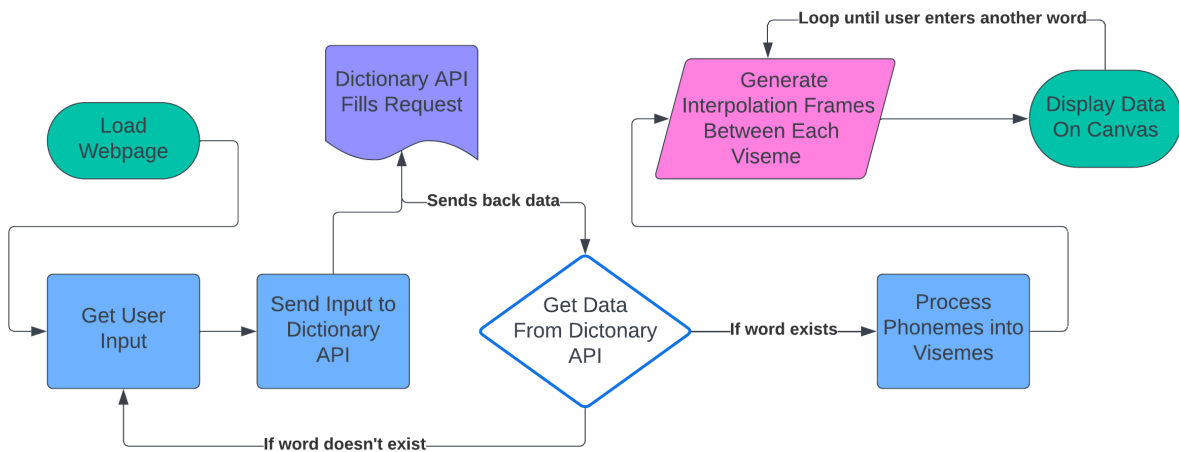 Load
Webpage
Get User
Input
Send Input to
Dictionary
API
Dictionary API
Fills Request
Sends back data
Get Data
From Dictonary
API
If word doesn't exist
If word exists
Process
Phonemes into
Visemes
Generate
Interpolation Frames
Between Each
Viseme
Display Data
On Canvas
Loop until user enters another word